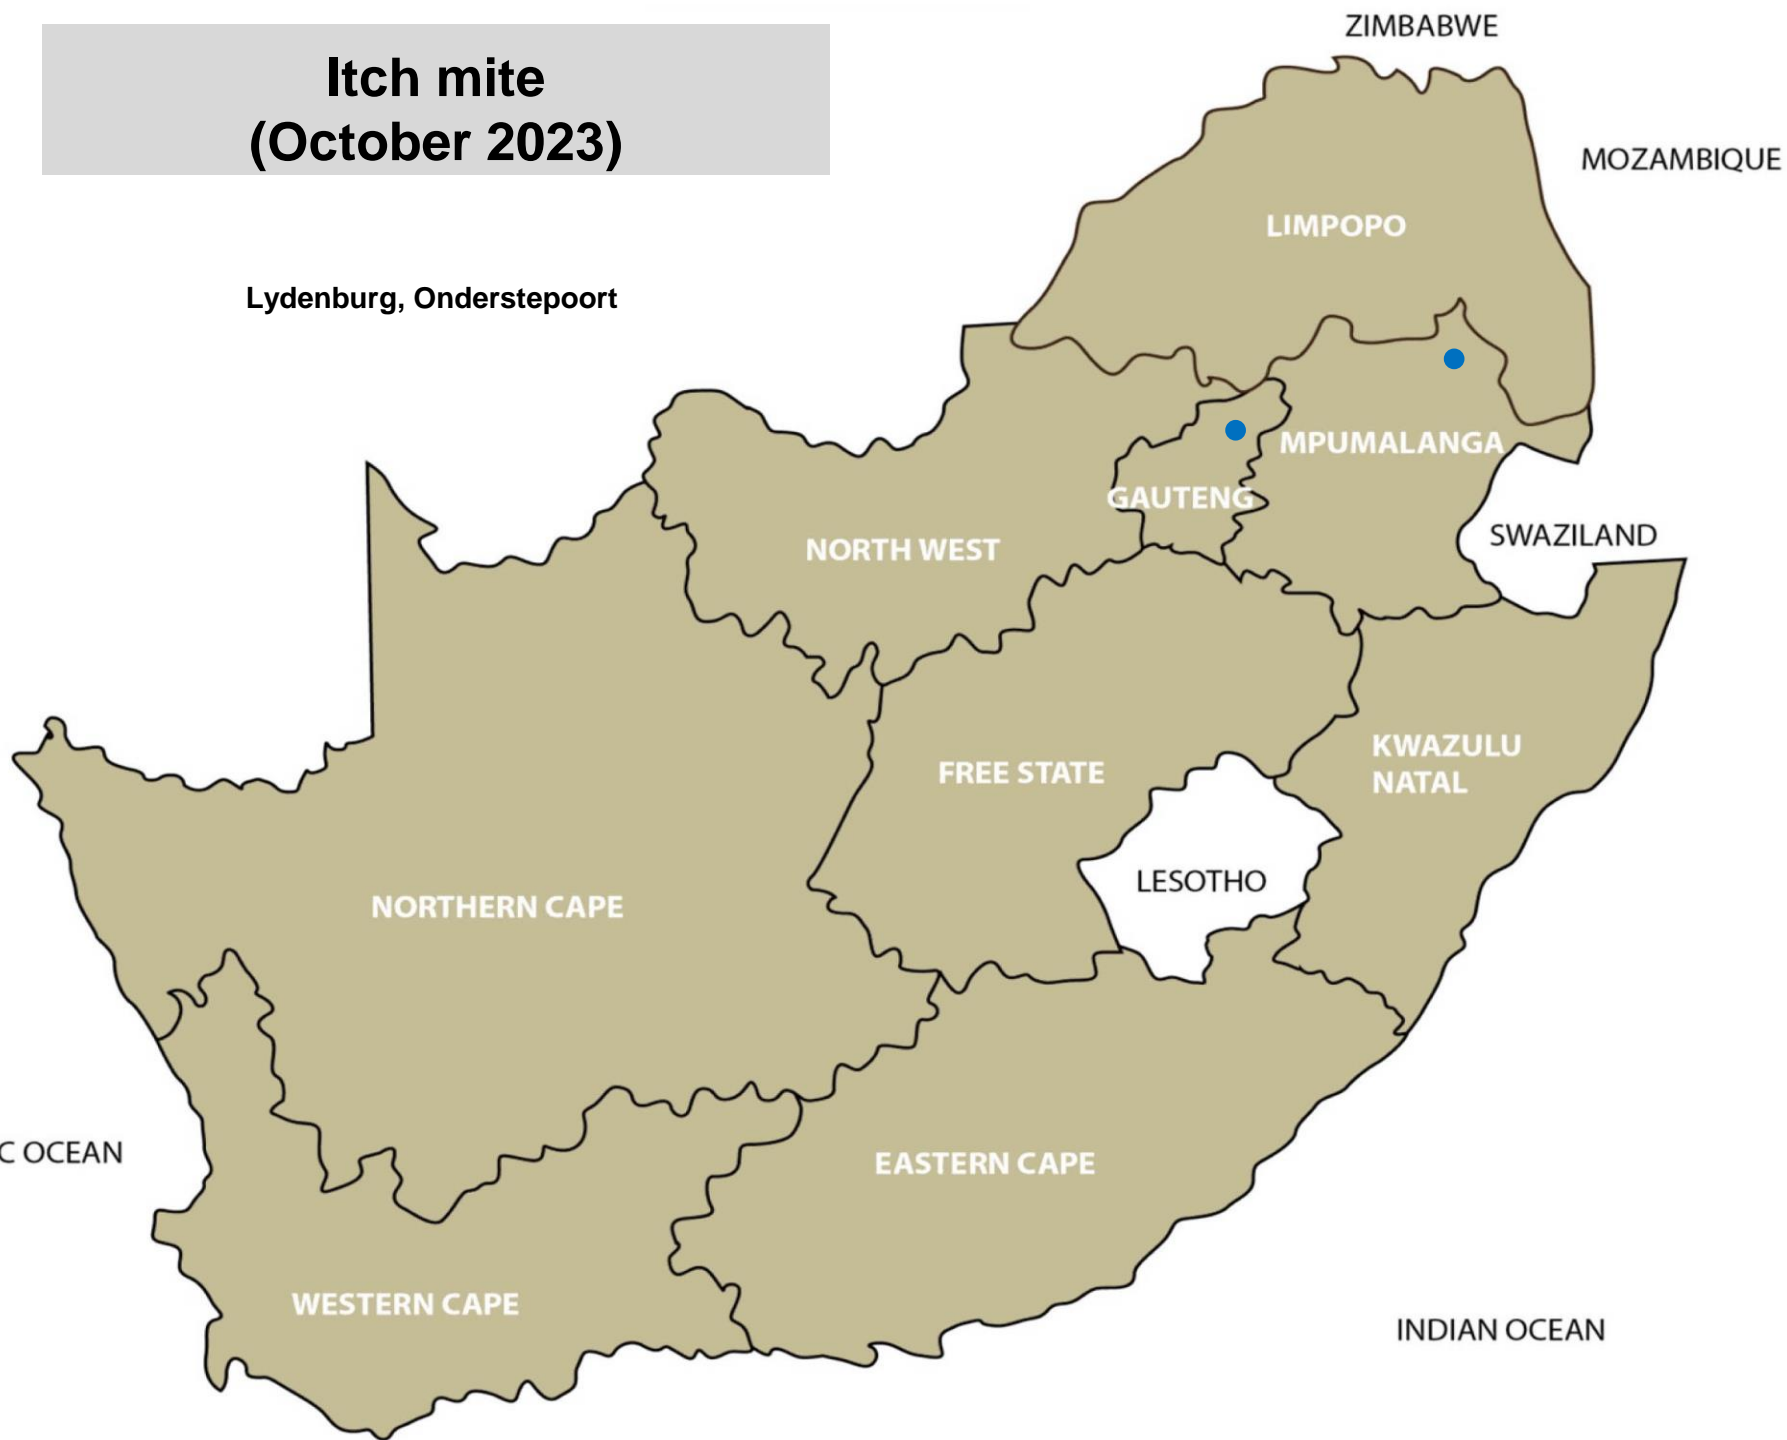 Itch mite
(October 2023)
Lydenburg, Onderstepoort
ZIMBABWE
MOZAMBIQUE
LIMPOPO
MPUMALANGA
GAUTENG
SWAZILAND
NORTH WEST
KWAZULU
NATAL
FREE STATE
LESOTHO
NORTHERN CAPE
C OCEAN
EASTERN CAPE
WESTERN CAPE
INDIAN OCEAN